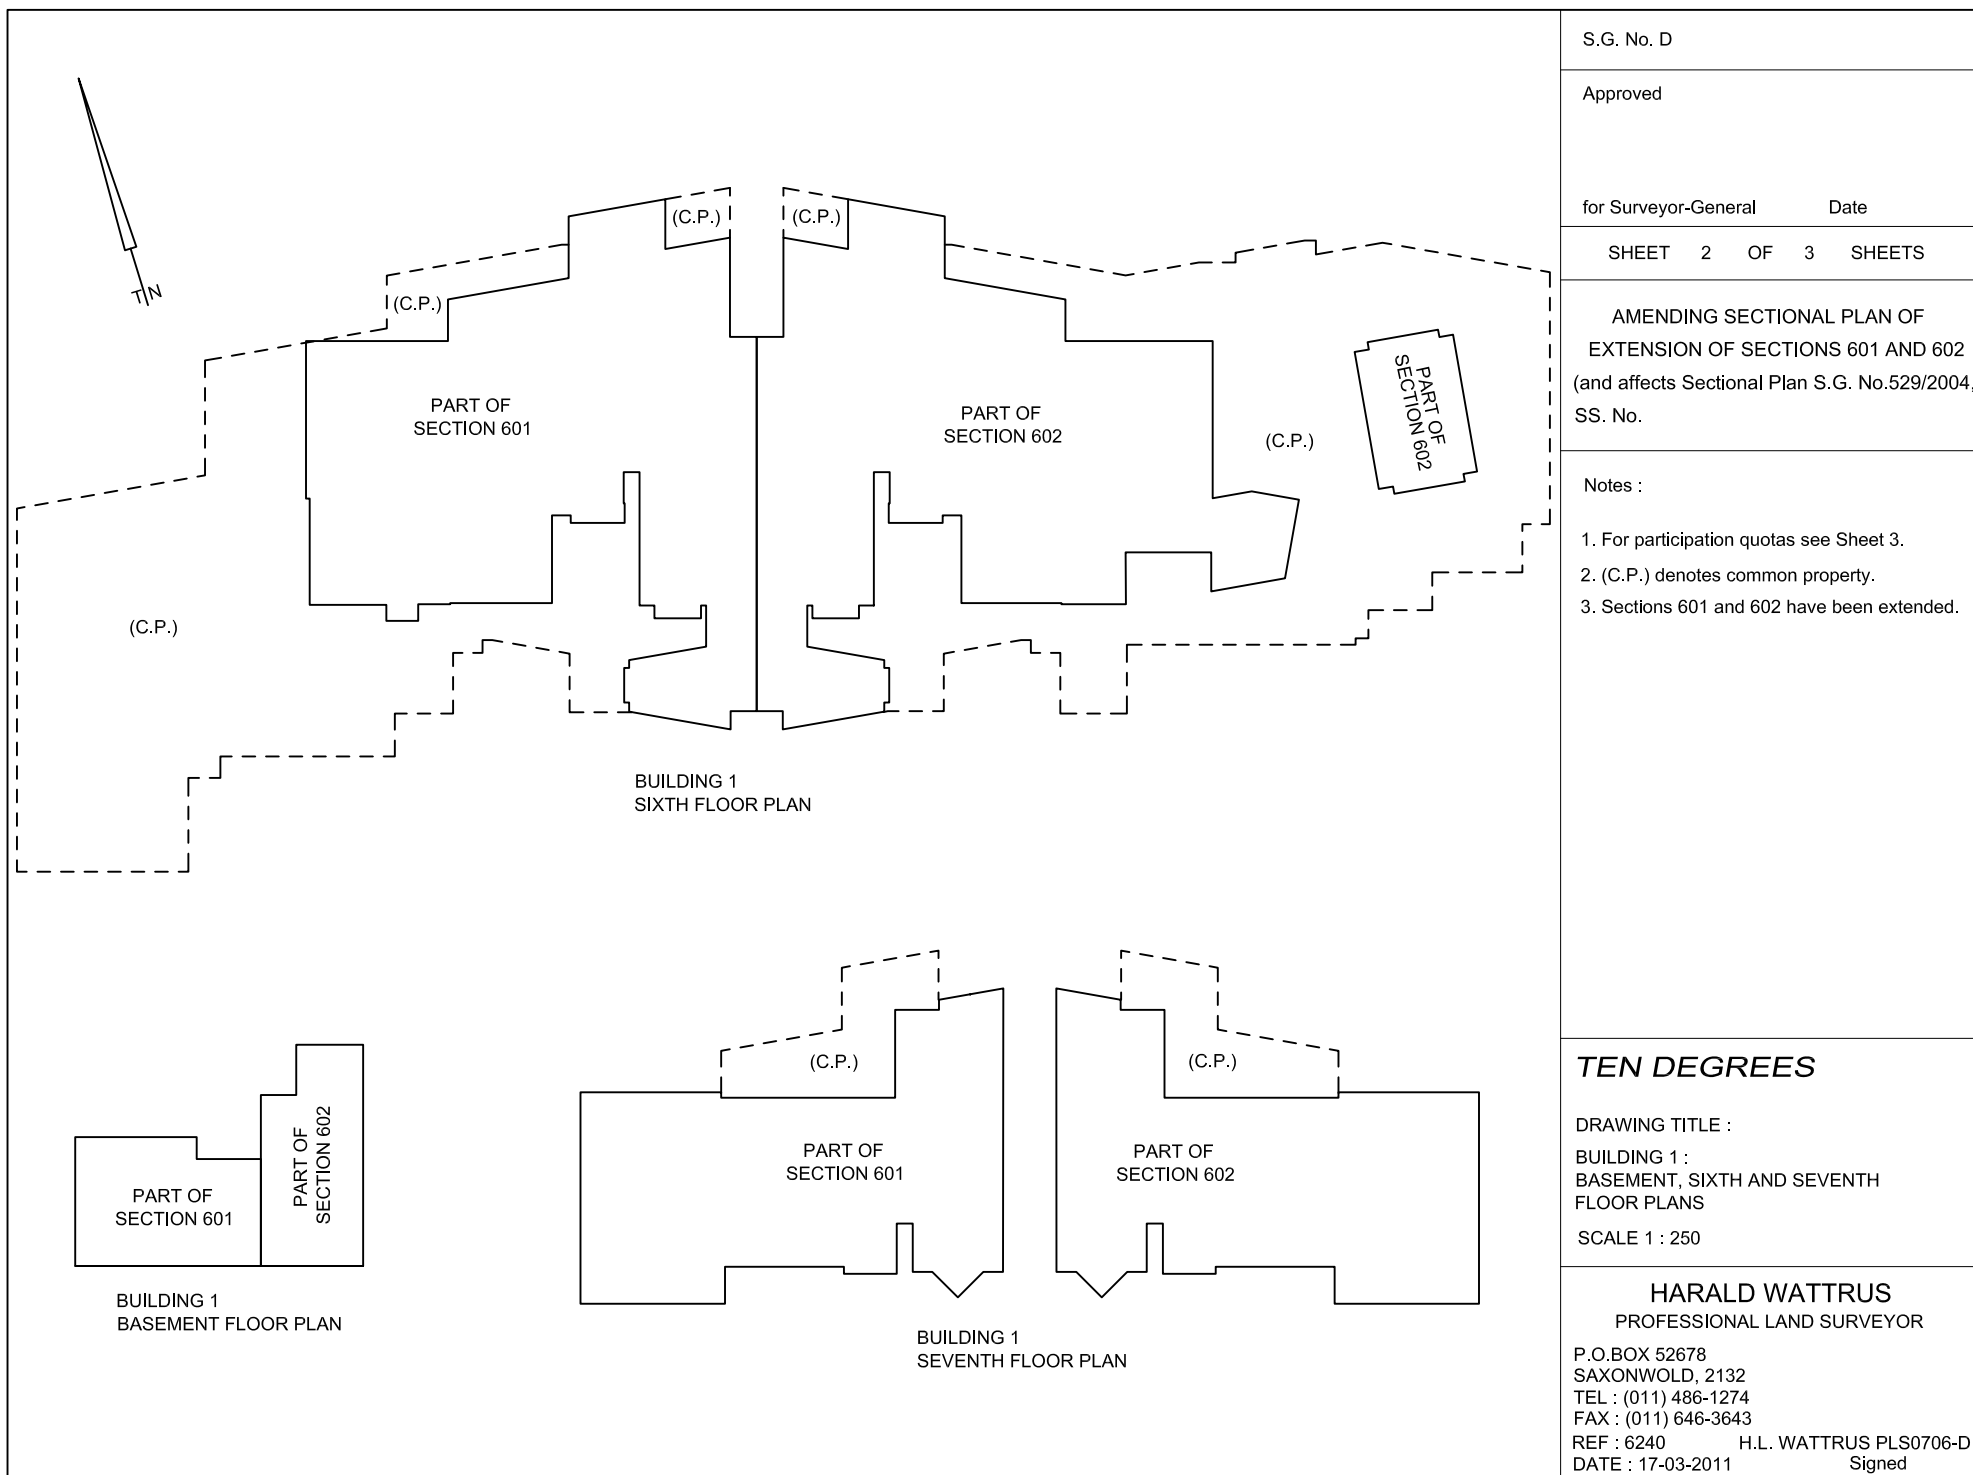 (C.P.)
(C.P.)
TN
(C.P.)
PART OF
SECTION 601
PART OF
SECTION 602
(C.P.)
PART OF
SECTION 602
(C.P.)
BUILDING 1
SIXTH FLOOR PLAN
PART OF
SECTION 601
PART OF
SECTION 602
BUILDING 1
BASEMENT FLOOR PLAN
(C.P.)
(C.P.)
PART OF
SECTION 601
PART OF
SECTION 602
BUILDING 1
SEVENTH FLOOR PLAN
S.G. No. D
Approved
for Surveyor-General Date
SHEET 2 OF 3 SHEETS
AMENDING SECTIONAL PLAN OF
EXTENSION OF SECTIONS 601 AND 602
(and affects Sectional Plan S.G. No.529/2004,
SS. No.
Notes :
1. For participation quotas see Sheet 3.
2. (C.P.) denotes common property.
3. Sections 601 and 602 have been extended.
TEN DEGREES
DRAWING TITLE :
BUILDING 1 :
BASEMENT, SIXTH AND SEVENTH
FLOOR PLANS
SCALE 1 : 250
HARALD WATTRUS
PROFESSIONAL LAND SURVEYOR
P.O.BOX 52678
SAXONWOLD, 2132
TEL : (011) 486-1274
FAX : (011) 646-3643
REF : 6240 H.L. WATTRUS PLS0706-D
DATE : 17-03-2011 Signed